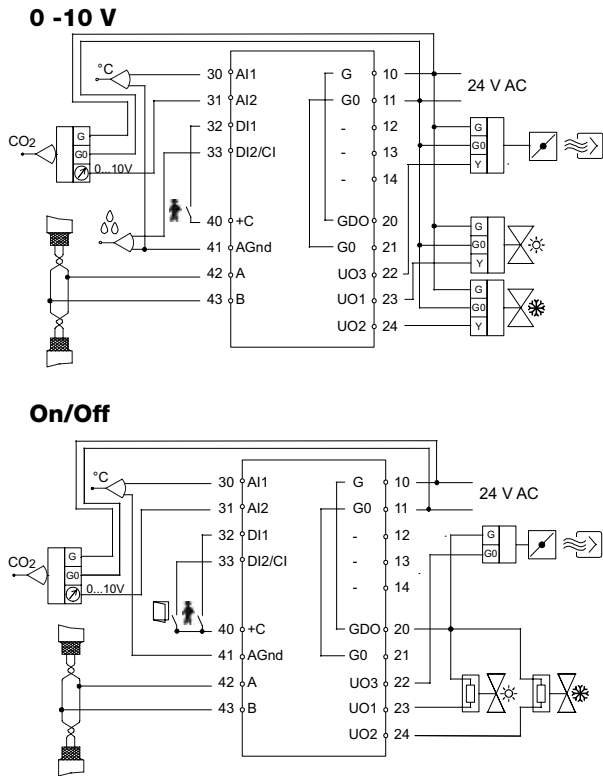 0 -10 V
°C
30 AI1 G 10
24 V AC
31 AI2 G0 11
32 DI1 - 12
33 DI2/CI - 13
- 14
CO2
G
G0
0...10V
G
G0
Y
40 +C GDO 20
41 AGnd G0 21
42 A UO3 22
43 B UO1 23
UO2 24
G
G0
Y
G
G0
Y
On/Off
°C
30 AI1 G 10
24 V AC
31 AI2 G0 11
32 DI1 - 12
33 DI2/CI - 13
- 14
CO2
G
G0
0...10V
G
G0
40 +C GDO 20
41 AGnd G0 21
42 A UO3 22
43 B UO1 23
UO2 24